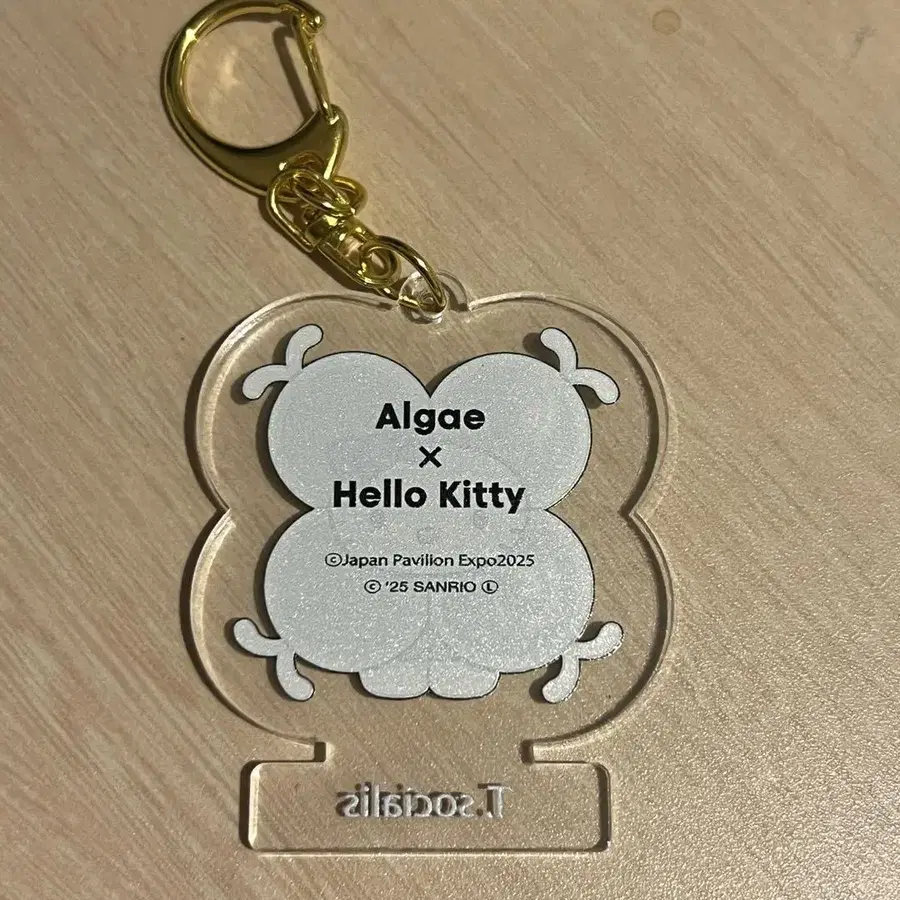 Algae
×
Hello Kitty
©Japan Pavilion Expo2025
© '25 SANRIO Ⓛ
T.socialis